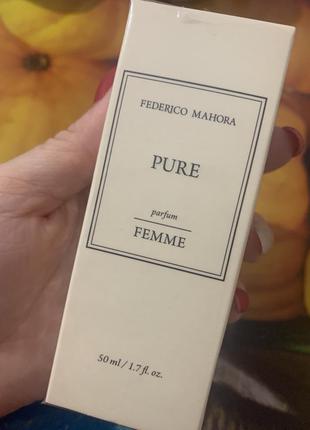 FEDERICO MAHORA
PURE
parfum
FEMME
50 ml / 1.7 fl. oz.